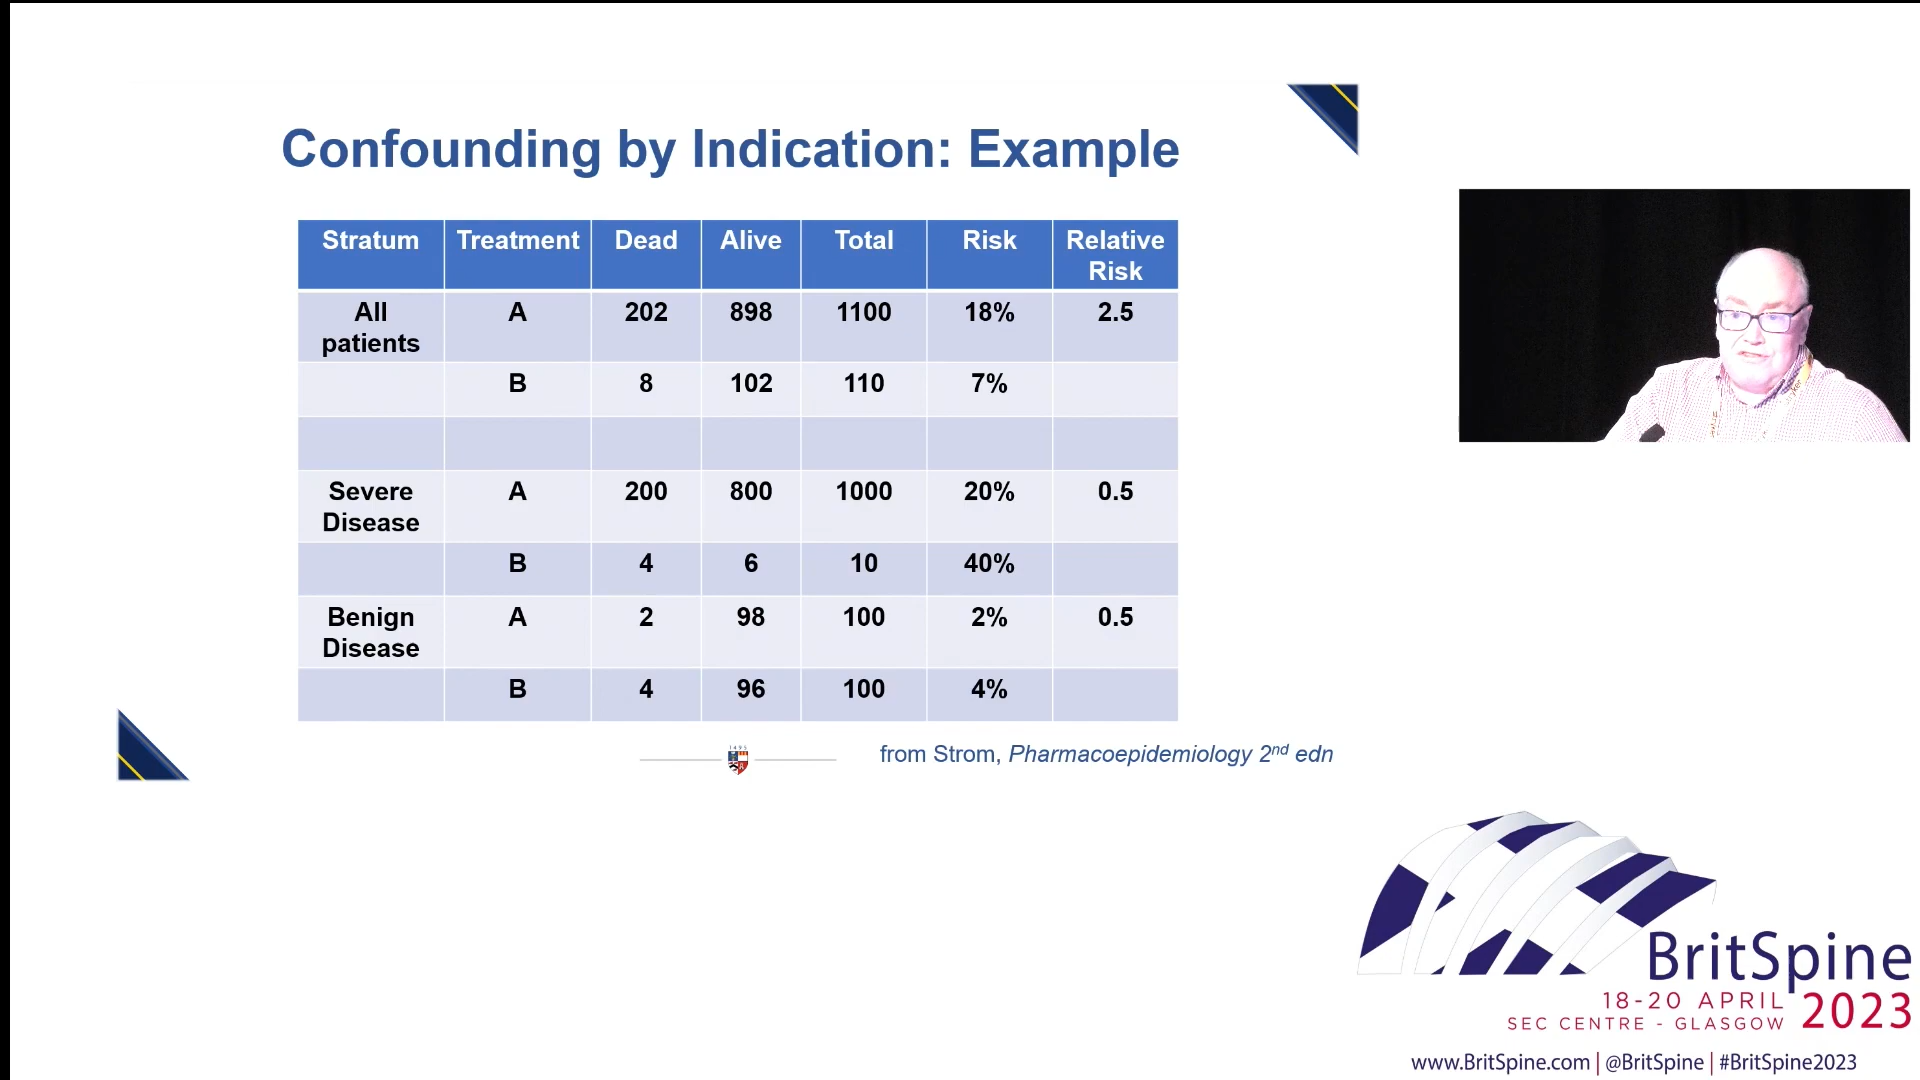 Confounding by Indication: Example
Stratum Treatment Dead Alive Total Risk Relative Risk
All patients A 202 898 1100 18% 2.5
B 8 102 110 7%
Severe Disease A 200 800 1000 20% 0.5
B 4 6 10 40%
Benign Disease A 2 98 100 2% 0.5
B 4 96 100 4%
1495
from Strom, Pharmacoepidemiology 2nd edn
BritSpine
18-20 APRIL 2023
SEC CENTRE - GLASGOW
www.BritSpine.com | @BritSpine | #BritSpine2023